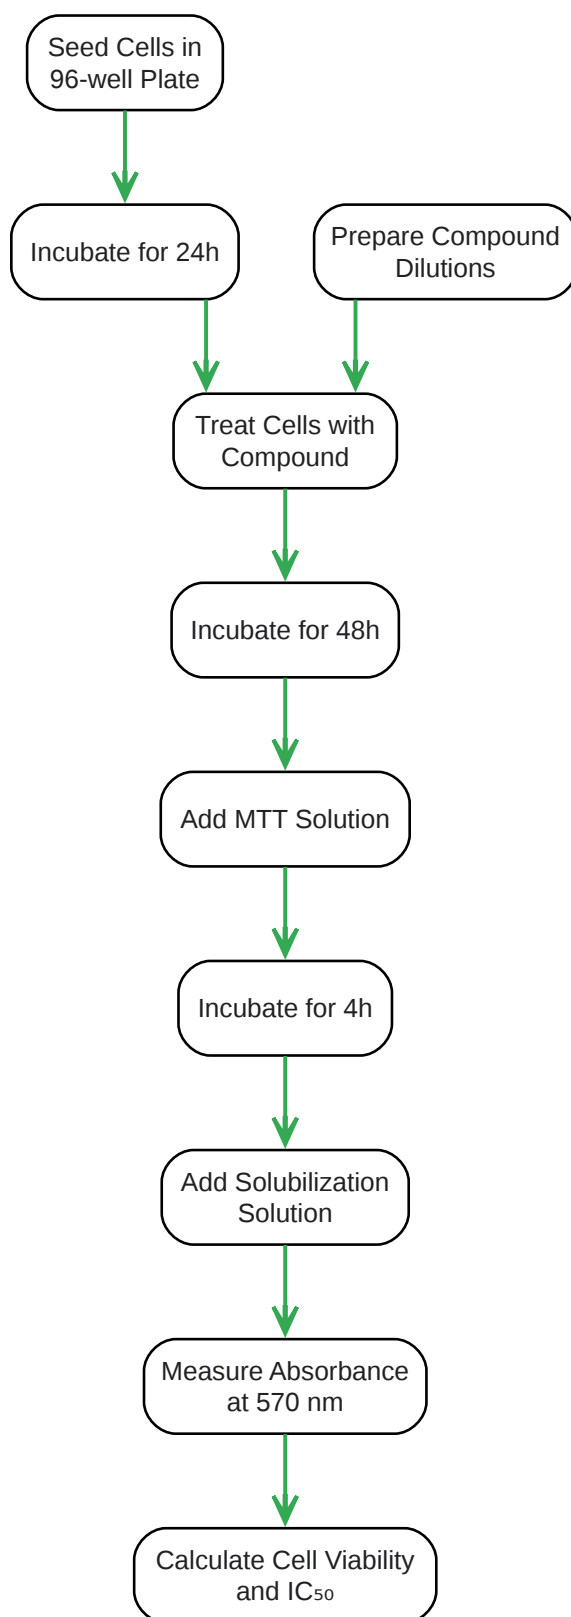 Seed Cells in
96-well Plate
Incubate for 24h
Prepare Compound
Dilutions
Treat Cells with
Compound
Incubate for 48h
Add MTT Solution
Incubate for 4h
Add Solubilization
Solution
Measure Absorbance
at 570 nm
Calculate Cell Viability
and IC₅₀